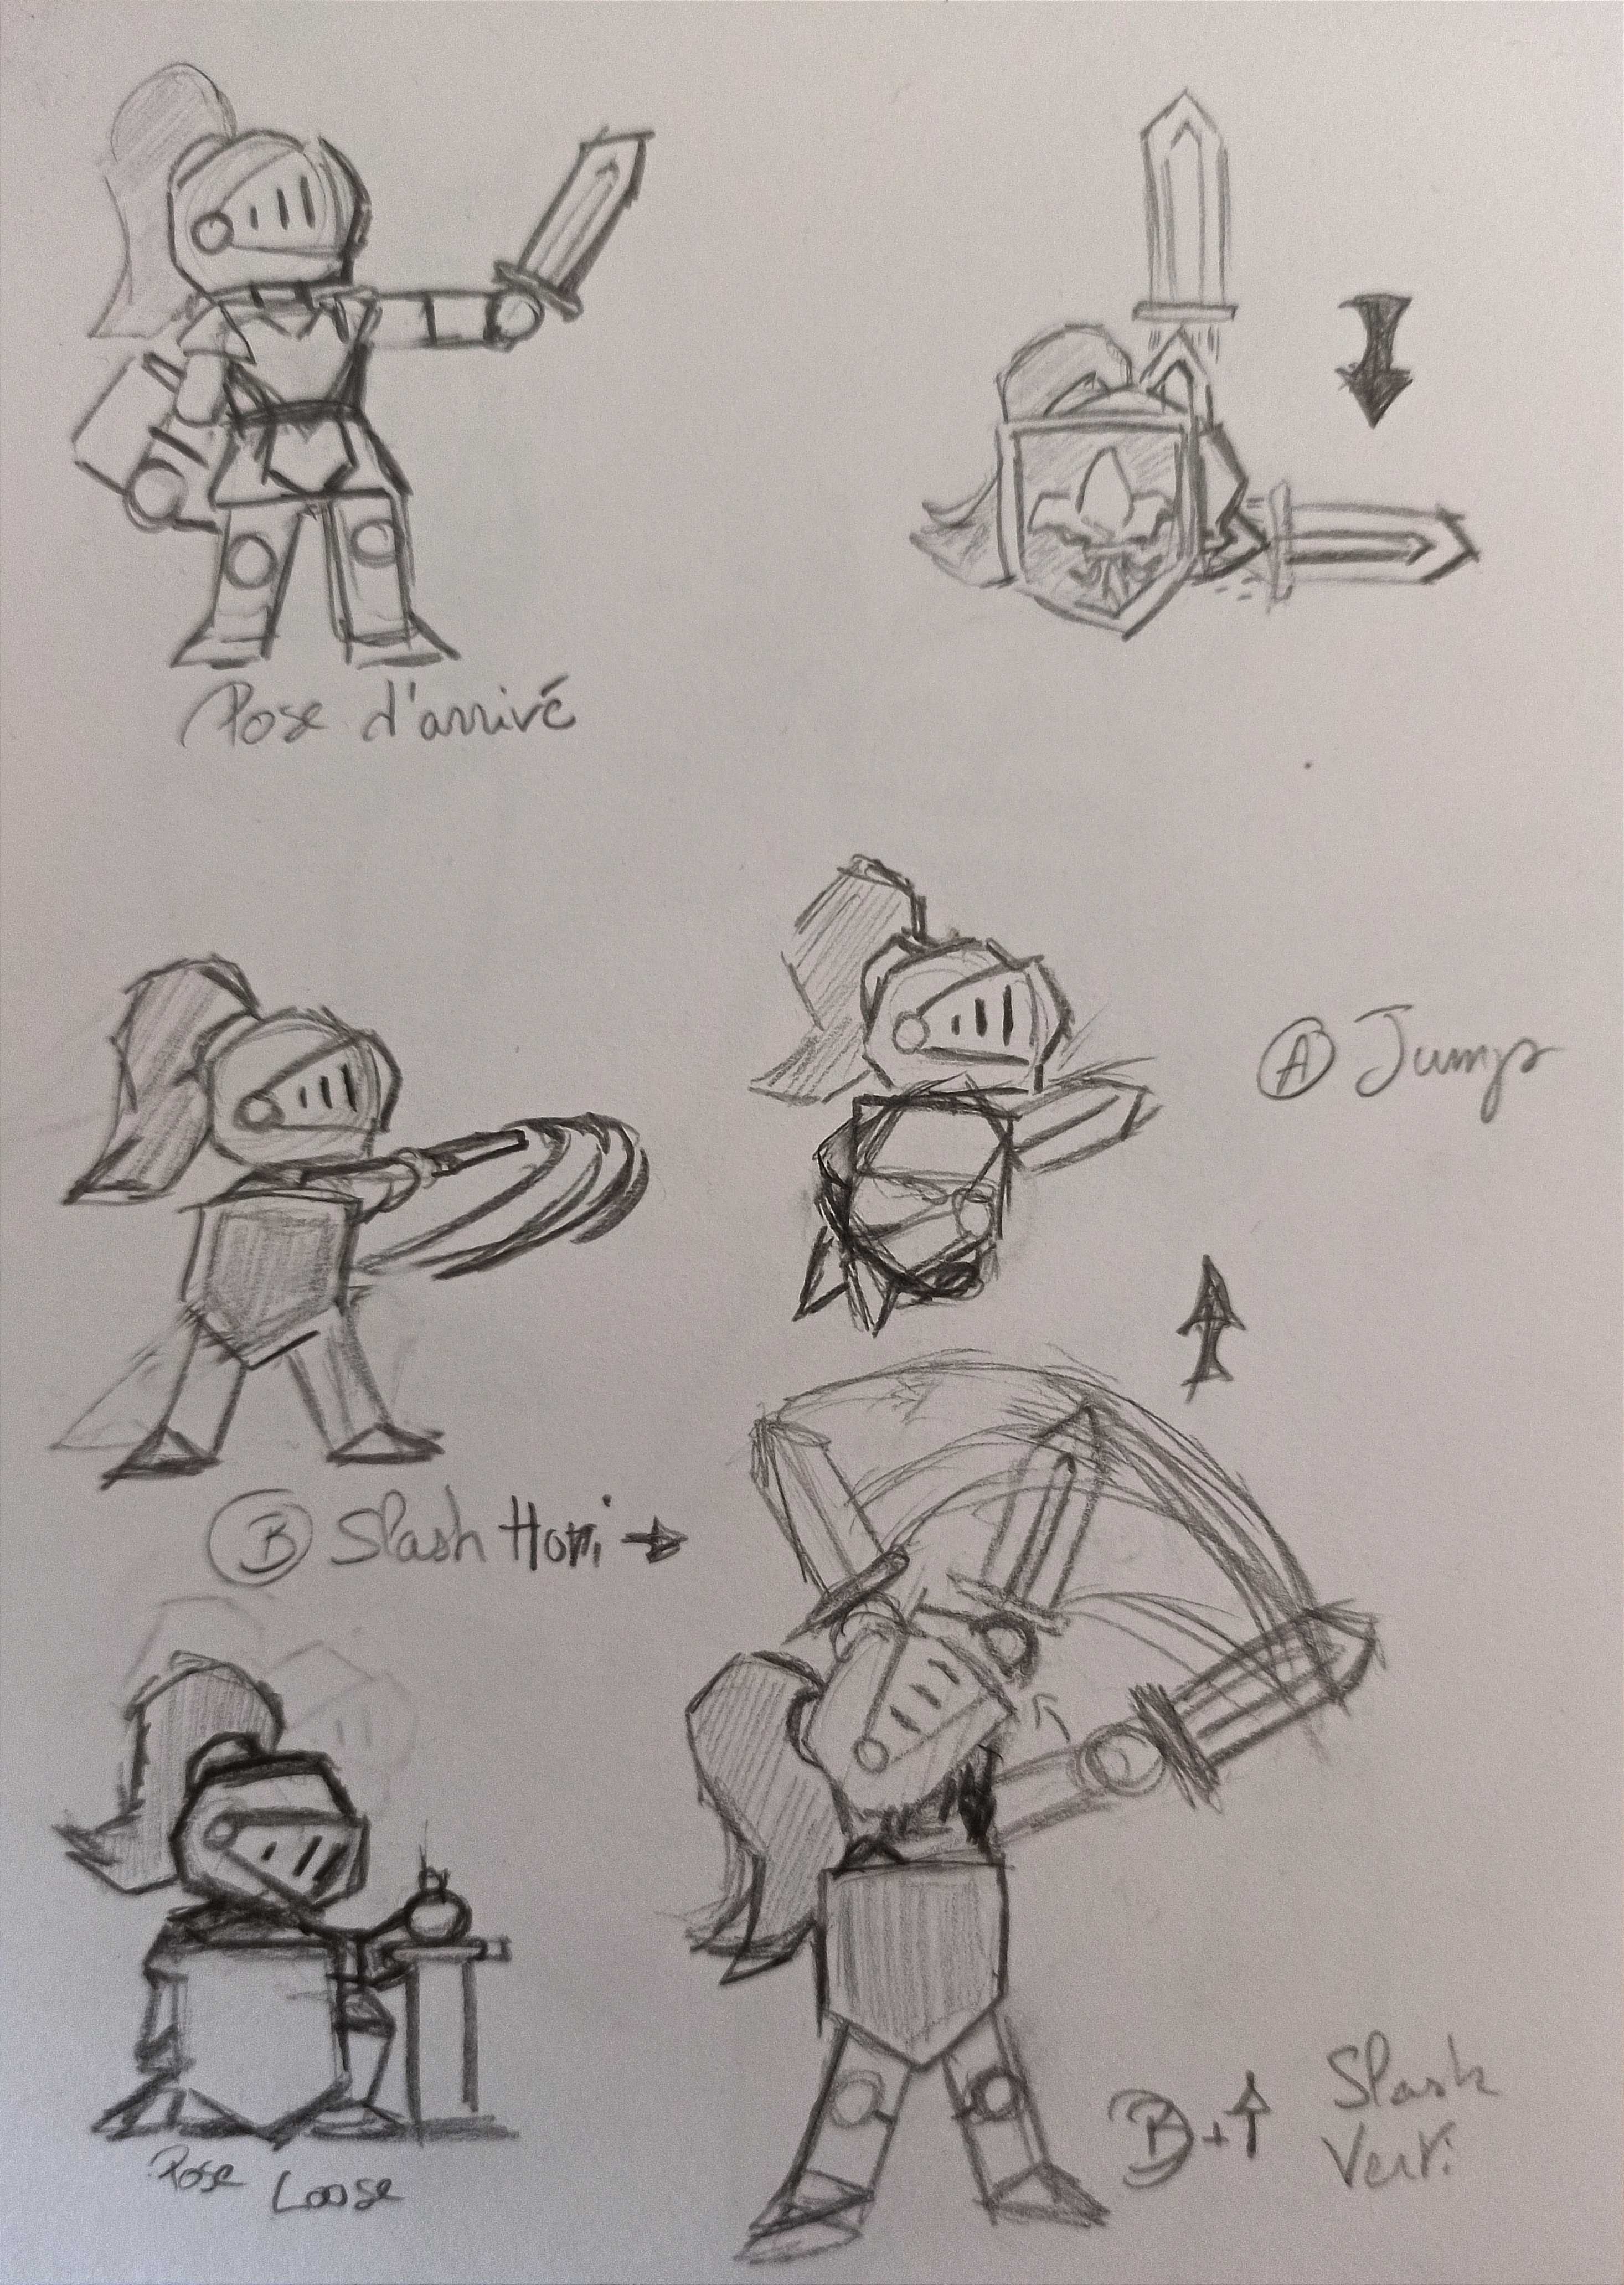 Pose d'arrivé
A Jump
B Slash Hori →
B + ↑ Slash
Verti
Pose Loose